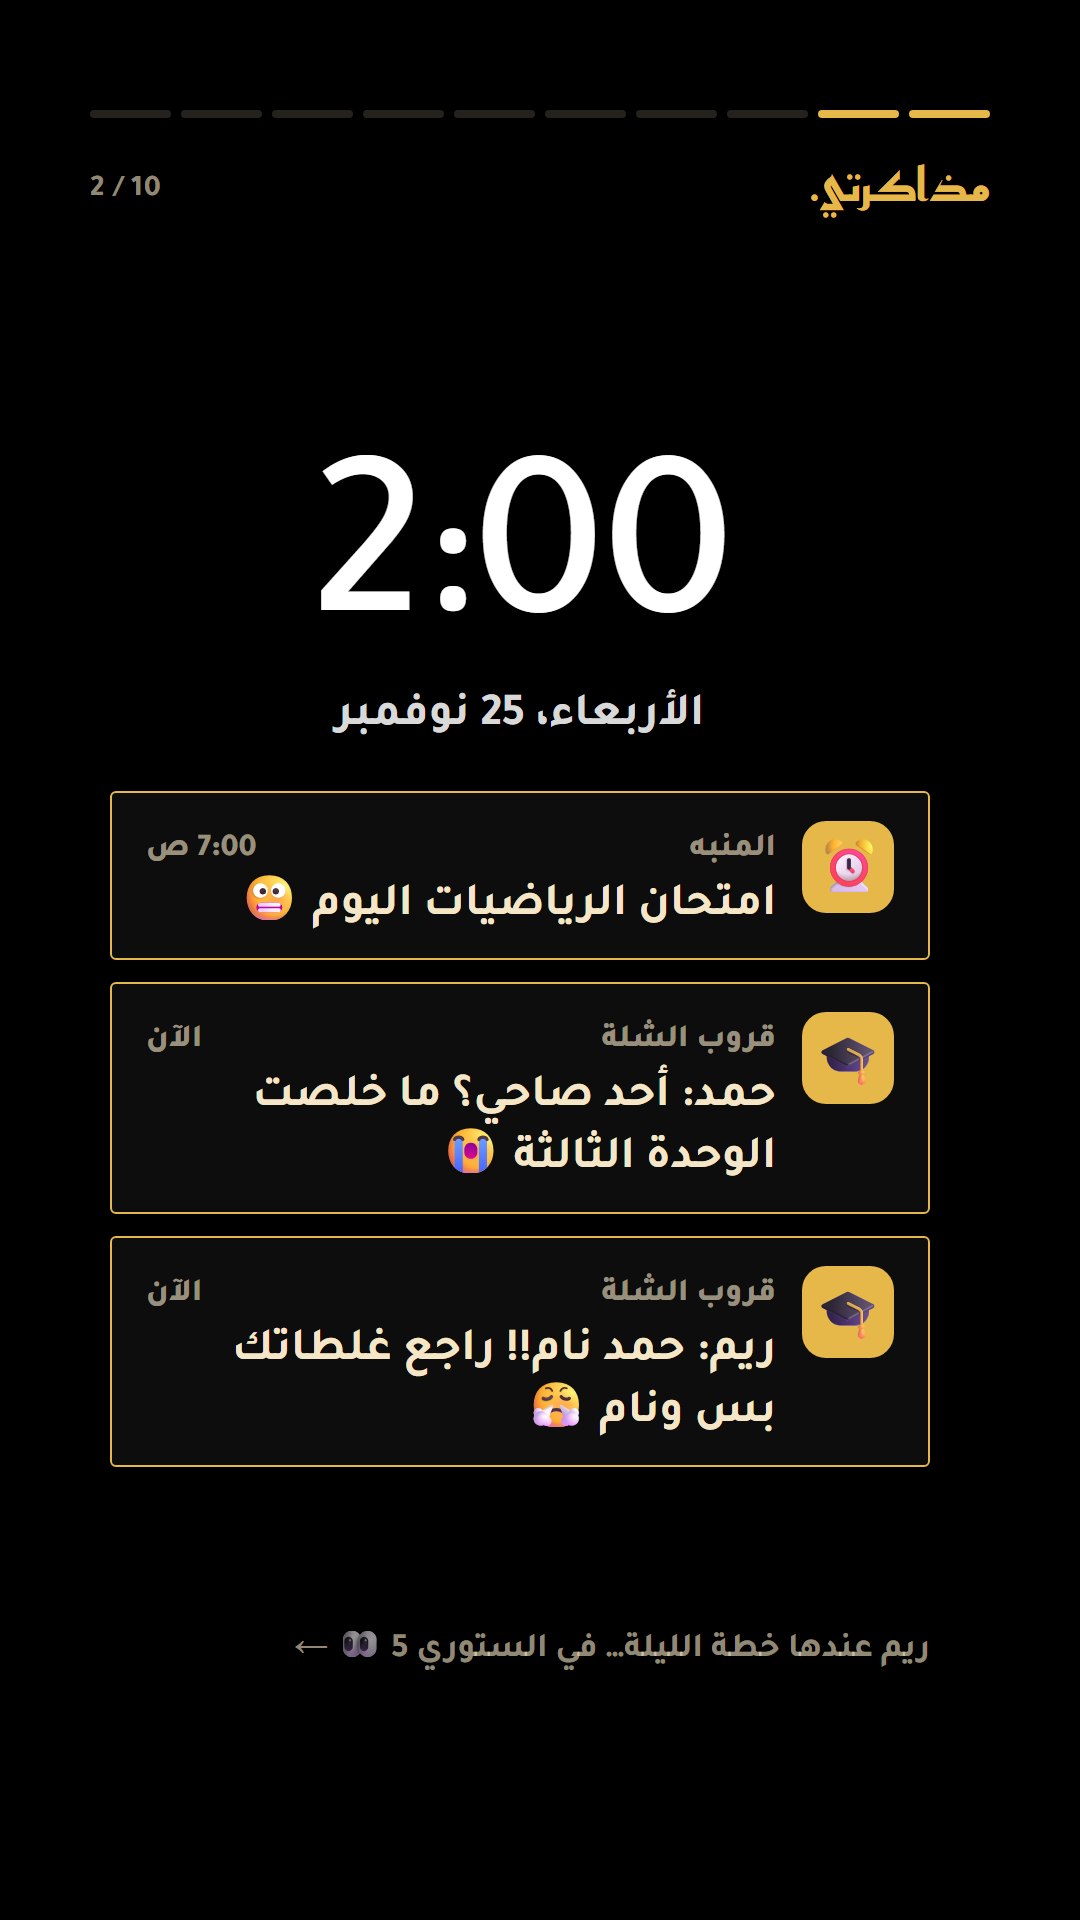 مذاكرتي.
2 / 10
2:00
الأربعاء، 25 نوفمبر
المنبه
7:00 ص
امتحان الرياضيات اليوم 😬
قروب الشلة
الآن
حمد: أحد صاحي؟ ما خلصت
الوحدة الثالثة 😭
قروب الشلة
الآن
ريم: حمد نام!! راجع غلطاتك
بس ونام 😤
ريم عندها خطة الليلة… في الستوري 5 👀 ←